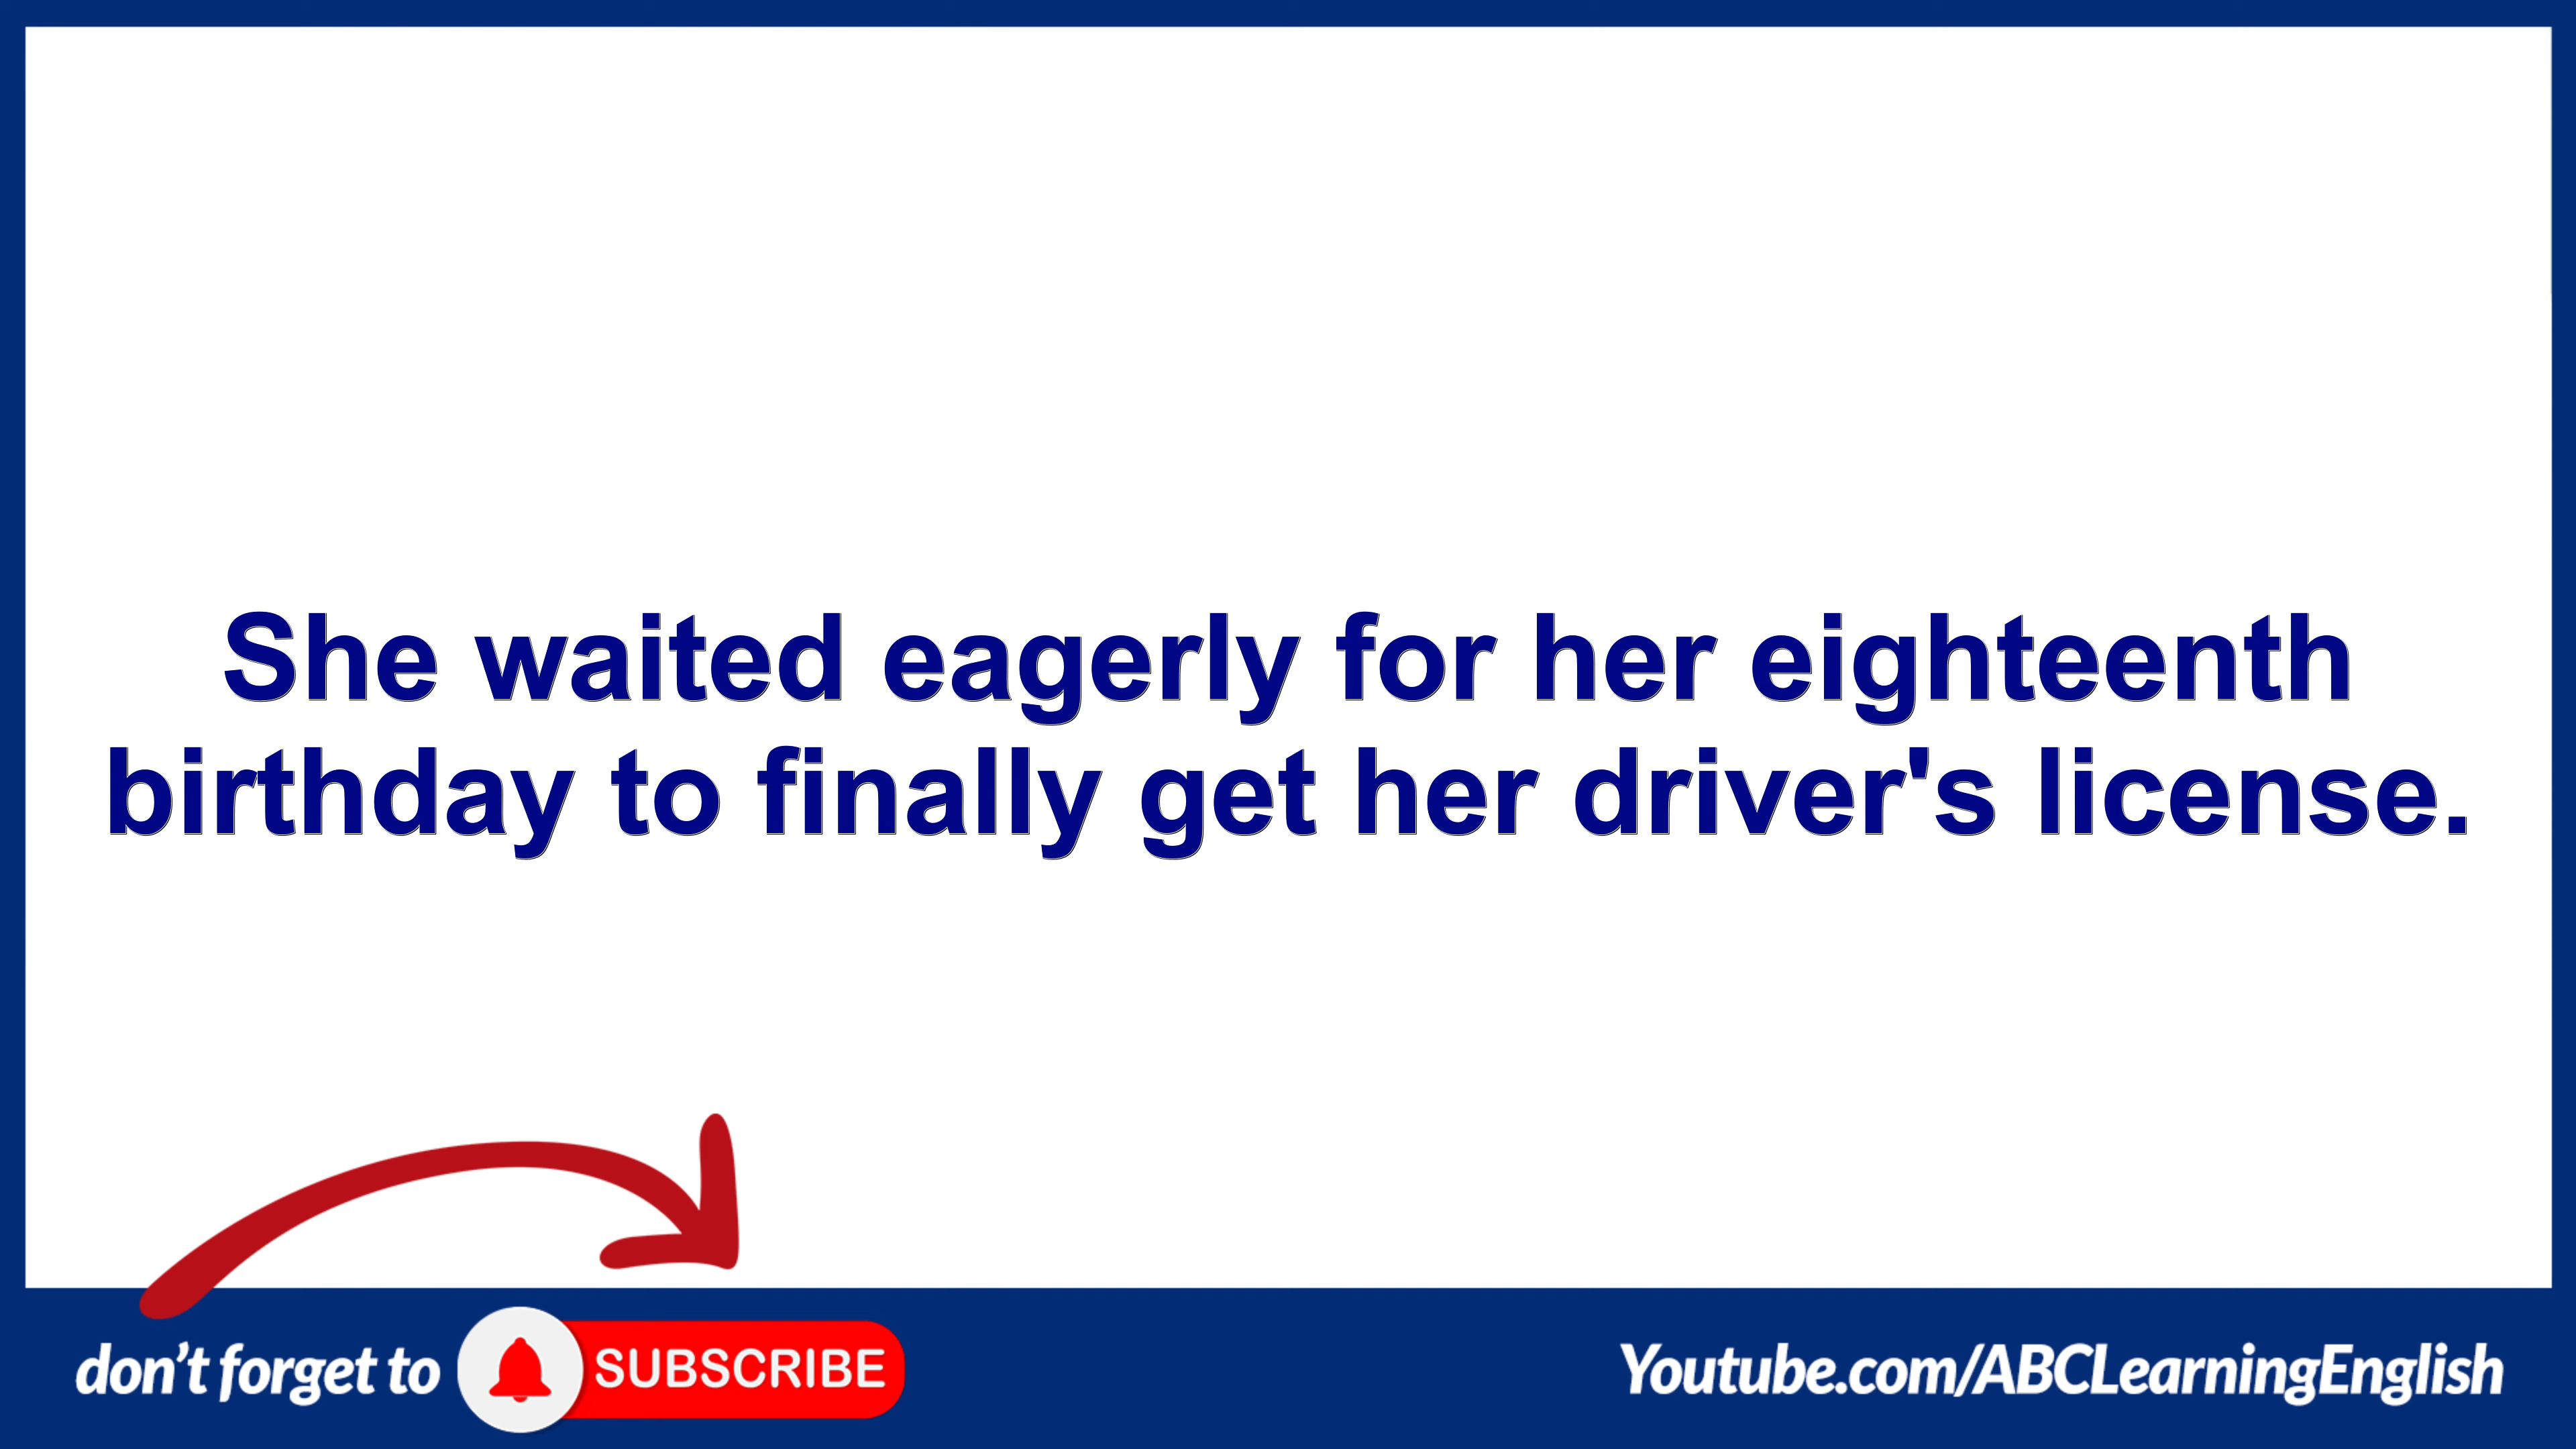 She waited eagerly for her eighteenth
birthday to finally get her driver's license.
don’t forget to SUBSCRIBE
Youtube.com/ABCLearningEnglish